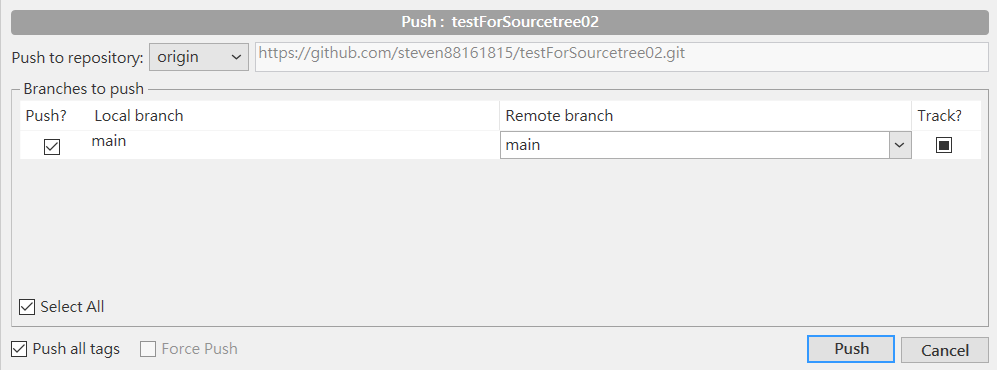 Push : testForSourcetree02
Push to repository: origin https://github.com/steven88161815/testForSourcetree02.git
Branches to push
Push? Local branch Remote branch Track?
main main
Select All
Push all tags Force Push Push Cancel